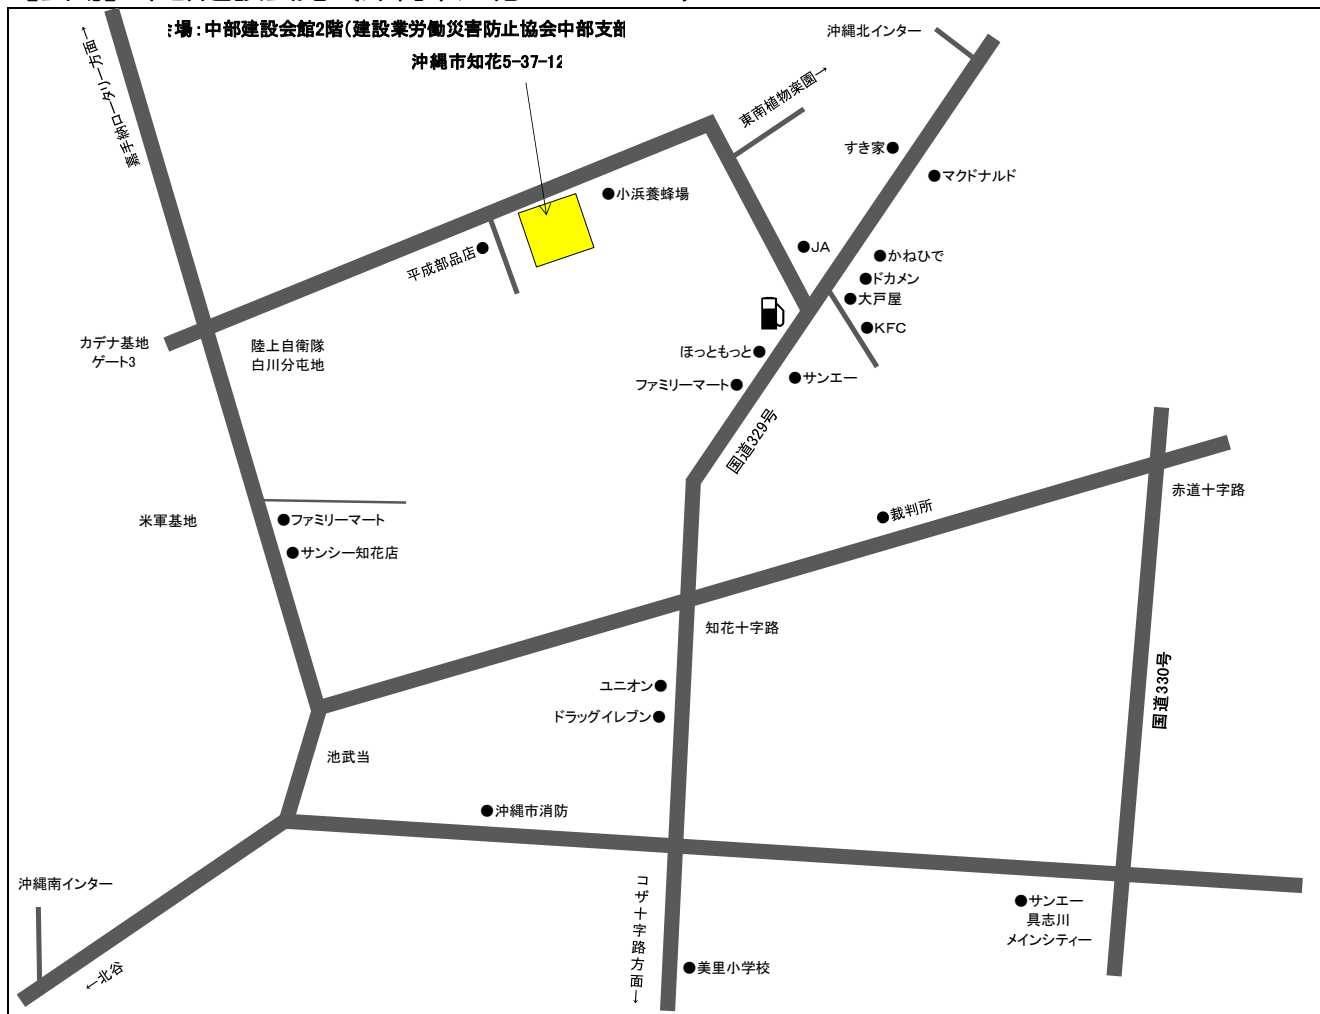 場：中部建設会館2階（建設業労働災害防止協会中部支部
沖縄市知花5-37-12
沖縄北インター
嘉手納ロータリー方面→
東南植物楽園→
すき家
マクドナルド
小浜養蜂場
JA
かねひで
平成部品店
ドカメン
大戸屋
KFC
カデナ基地
ゲート3
陸上自衛隊
白川分屯地
ほっともっと
サンエー
ファミリーマート
国道329号
赤道十字路
裁判所
米軍基地
ファミリーマート
サンシー知花店
知花十字路
国道330号
ユニオン
ドラッグイレブン
池武当
沖縄市消防
沖縄南インター
コザ十字路方面→
サンエー
具志川
メインシティー
←北谷
美里小学校